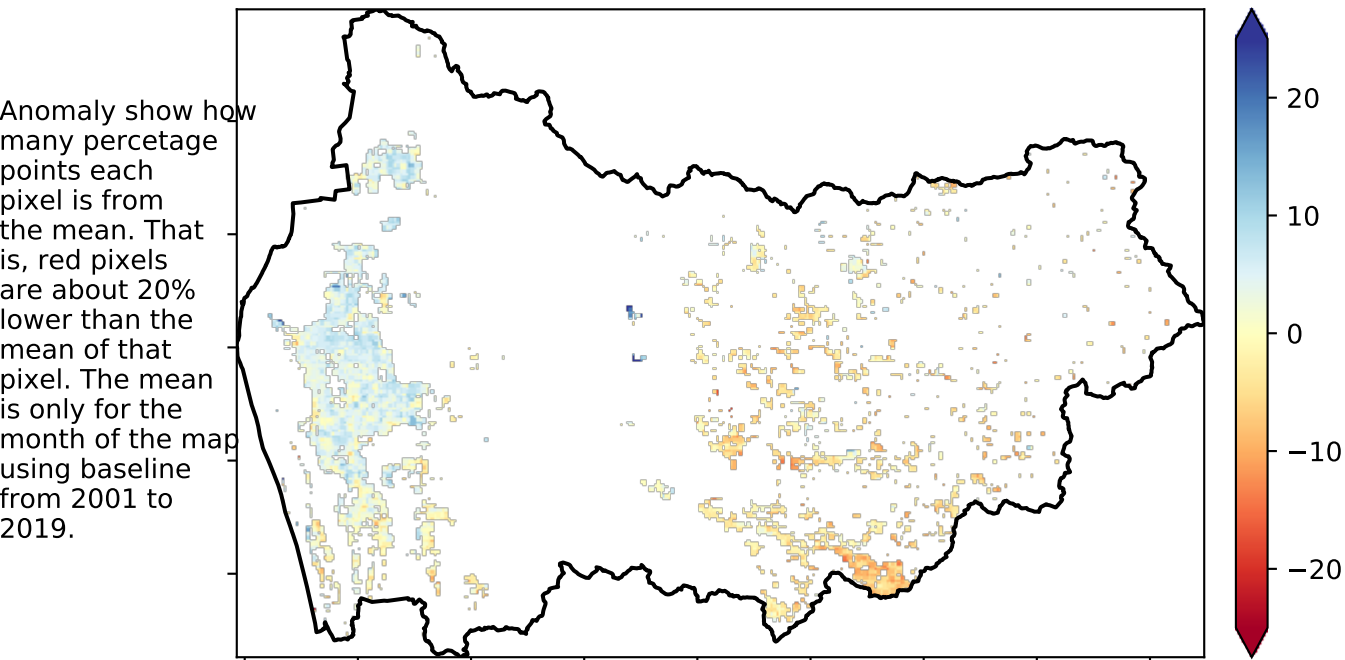 Anomaly show how
many percetage
points each
pixel is from
the mean. That
is, red pixels
are about 20%
lower than the
mean of that
pixel. The mean
is only for the
month of the map
using baseline
from 2001 to
2019.
20
10
0
−10
−20